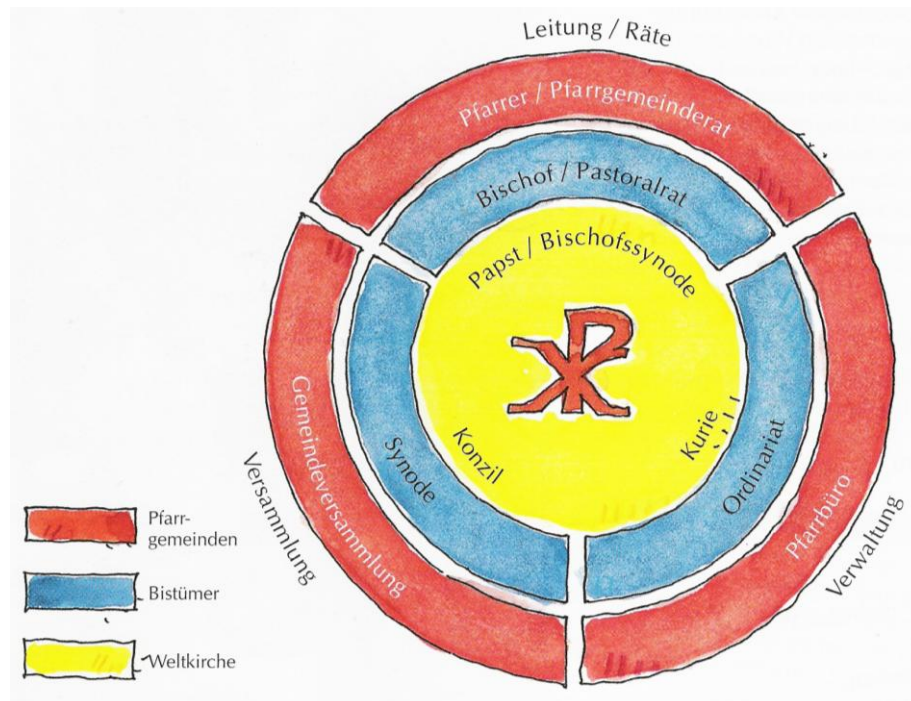 Leitung / Räte
Pfarrer / Pfarrgemeinderat
Bischof / Pastoralrat
Papst / Bischofssynode
Gemeindeversammlung
Synode
Konzil
Kurie
Ordinariat
Pfarrbüro
Versammlung
Verwaltung
Pfarr-
gemeinden
Bistümer
Weltkirche